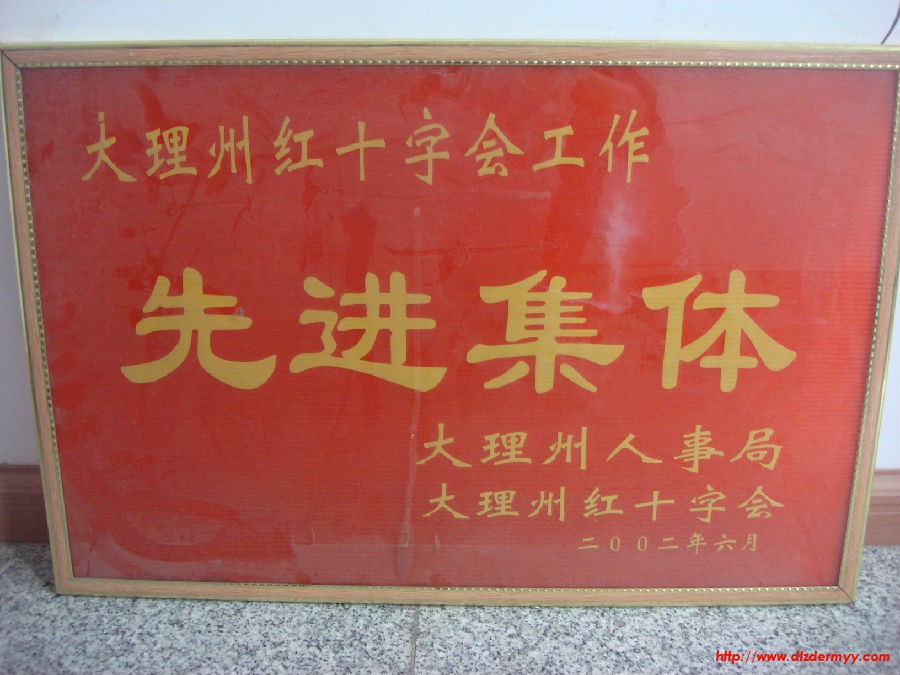 大理州红十字会工作
先进集体
大理州人事局
大理州红十字会
二00二年六月
http://www.dlzdermyy.com